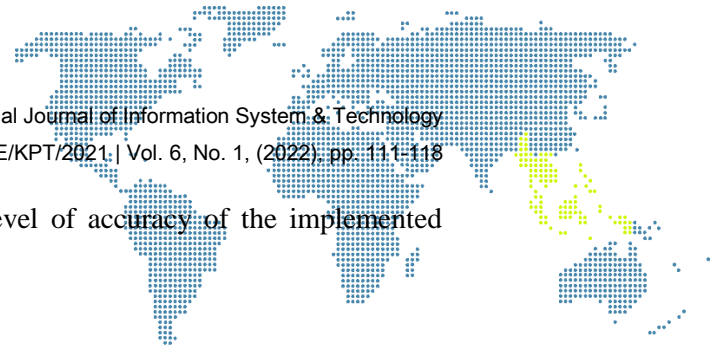 al Journal of Information System & Technology
E/KPT/2021 | Vol. 6, No. 1, (2022), pp. 111-118
evel of accuracy of the implemented